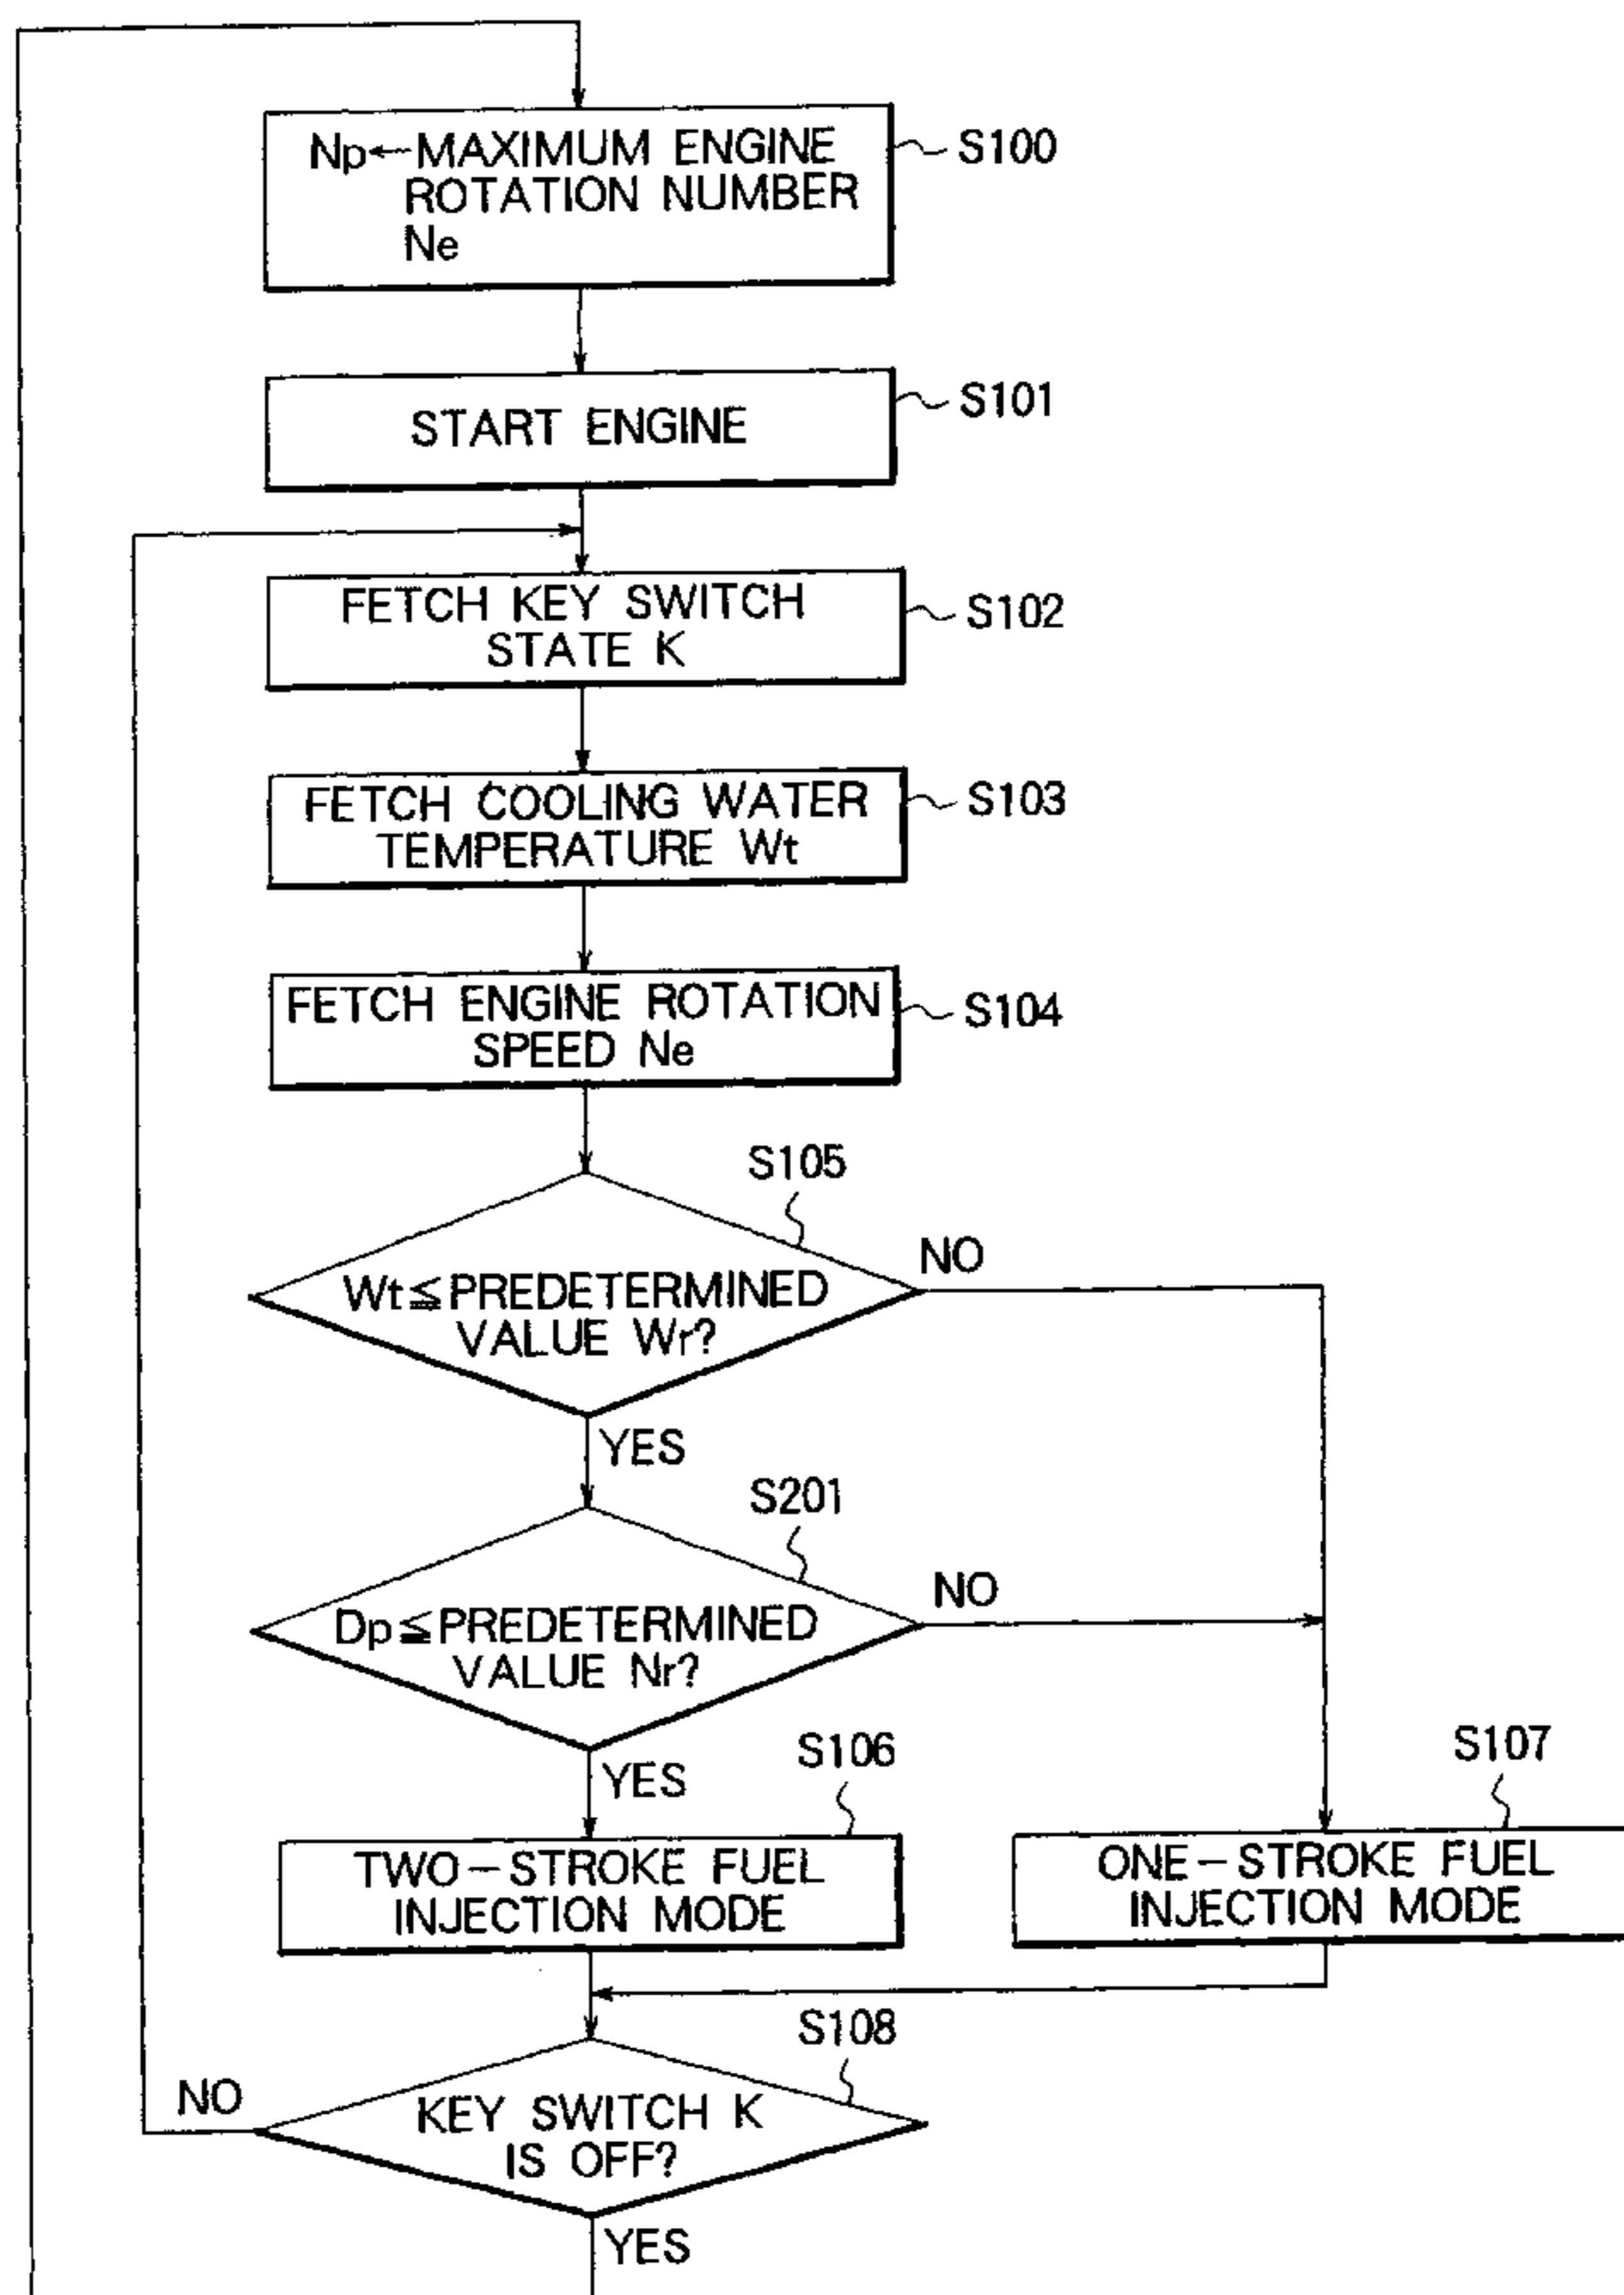 Np←MAXIMUM ENGINE
ROTATION NUMBER
Ne
S100
START ENGINE
S101
FETCH KEY SWITCH
STATE K
S102
FETCH COOLING WATER
TEMPERATURE Wt
S103
FETCH ENGINE ROTATION
SPEED Ne
S104
S105
Wt≦PREDETERMINED
VALUE Wr?
NO
YES
S201
Dp≦PREDETERMINED
VALUE Nr?
NO
YES
S106
TWO-STROKE FUEL
INJECTION MODE
S107
ONE-STROKE FUEL
INJECTION MODE
S108
KEY SWITCH K
IS OFF?
NO
YES